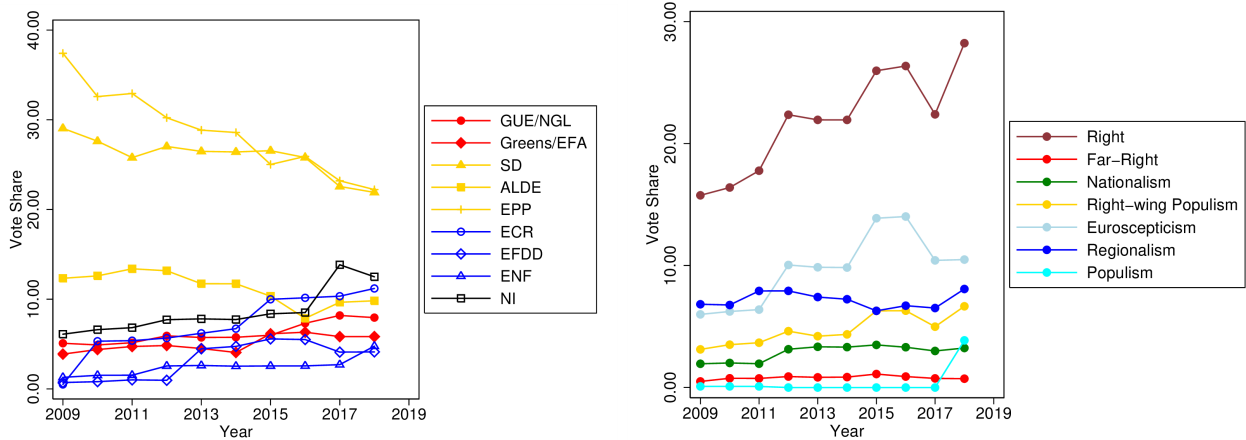 40.00
30.00
20.00
10.00
0.00
Vote Share
2009
2011
2013
2015
2017
2019
Year
GUE/NGL
Greens/EFA
SD
ALDE
EPP
ECR
EFDD
ENF
NI
30.00
20.00
10.00
0.00
Vote Share
2009
2011
2013
2015
2017
2019
Year
Right
Far−Right
Nationalism
Right−wing Populism
Euroscepticism
Regionalism
Populism